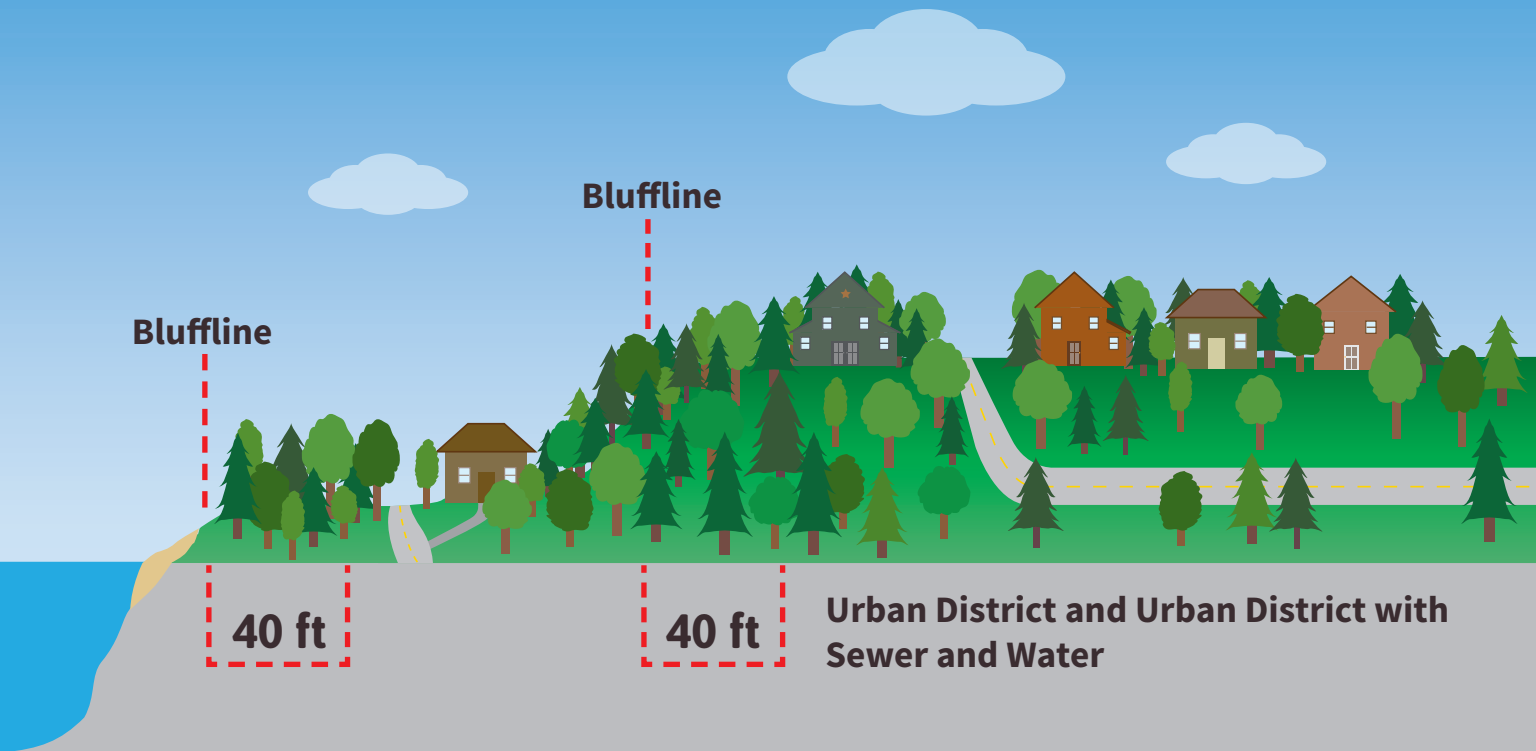 Bluffline
Bluffline
40 ft
40 ft
Urban District and Urban District with
Sewer and Water